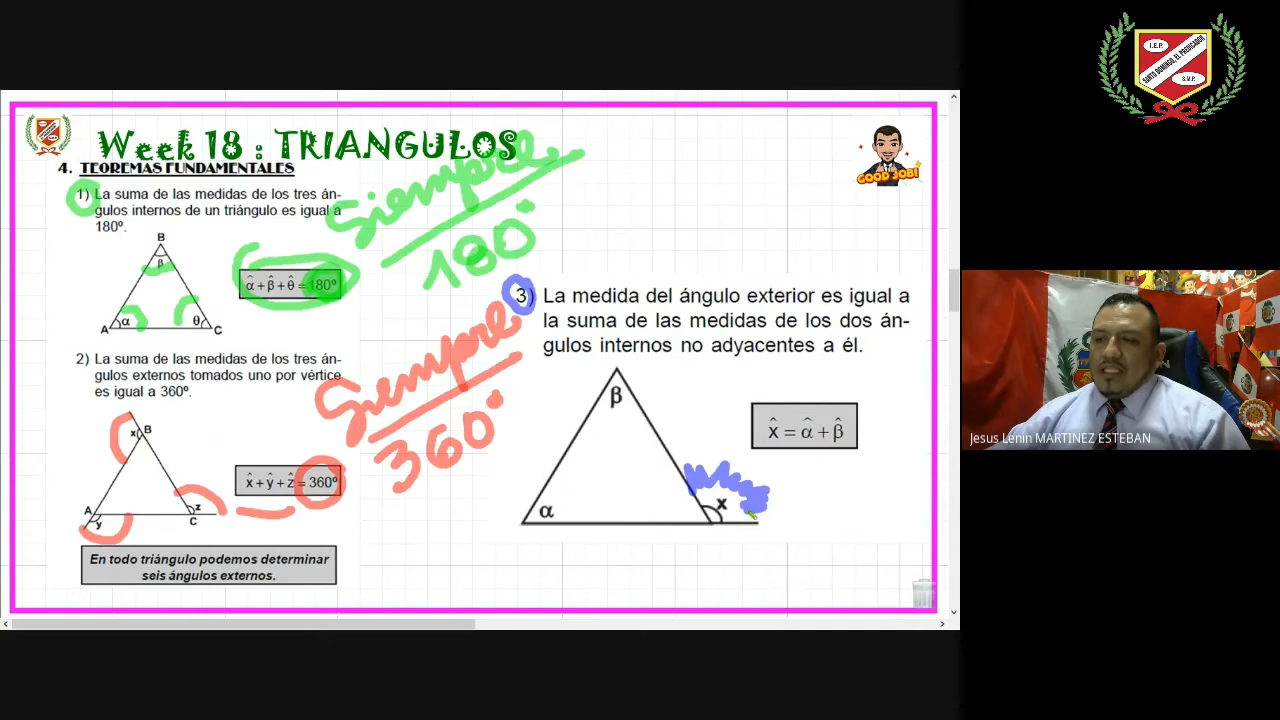 Week 18 : TRIANGULOS
4. TEOREMAS FUNDAMENTALES
1) La suma de las medidas de los tres án-
gulos internos de un triángulo es igual a
180º.
B
β
α̂ + β̂ + θ̂ = 180º
A α θ C
Siempre
180°
2) La suma de las medidas de los tres án-
gulos externos tomados uno por vértice
es igual a 360º.
x B
x̂ + ŷ + ẑ = 360º
A y C z
Siempre
360°
En todo triángulo podemos determinar
seis ángulos externos.
3) La medida del ángulo exterior es igual a
la suma de las medidas de los dos án-
gulos internos no adyacentes a él.
β
x̂ = α̂ + β̂
α x
GOOD JOB!
I.E.P.
SANTO DOMINGO, EL PREDICADOR
S.M.P.
Jesus Lenin MARTINEZ ESTEBAN